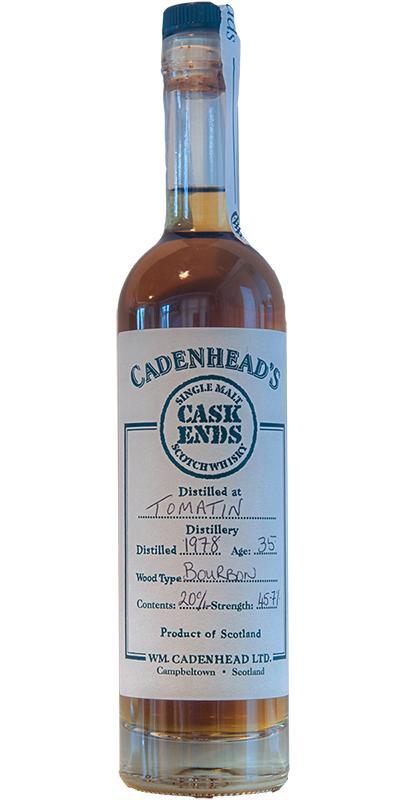 CADENHEAD'S
SINGLE MALT
CASK
ENDS
SCOTCH WHISKY
Distilled at
TOMATIN
Distillery
Distilled 1978 Age: 35
Wood Type: BOURBON
Contents: 20cl Strength: 45.7%
Product of Scotland
WM. CADENHEAD LTD.
Campbeltown • Scotland